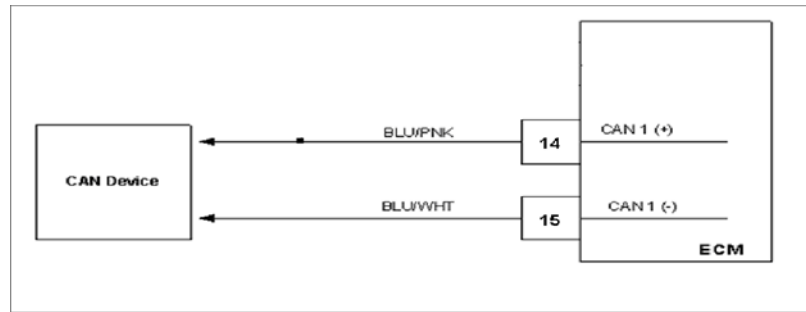 BLU/PNK
14
CAN 1 (+)
CAN Device
BLU/WHT
15
CAN 1 (-)
ECM